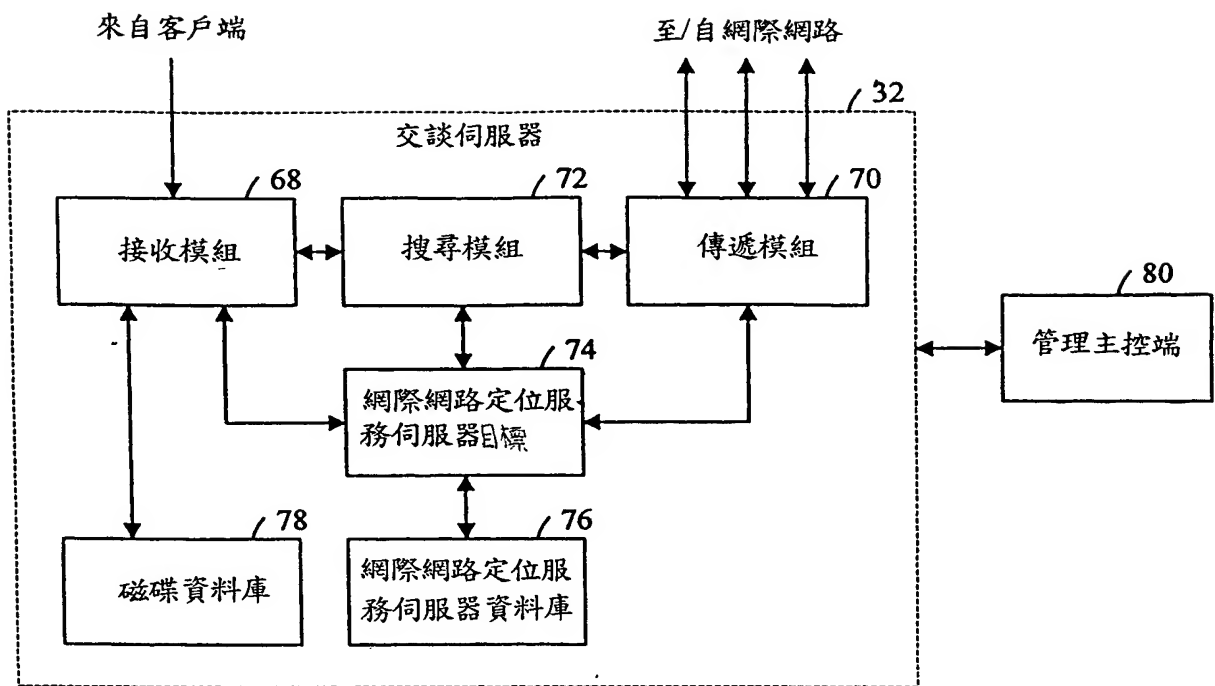 來自客戶端
至/自網際網路
32
交談伺服器
68
72
70
接收模組
搜尋模組
傳遞模組
80
管理主控端
74
網際網路定位服
務伺服器目標
78
76
磁碟資料庫
網際網路定位服
務伺服器資料庫